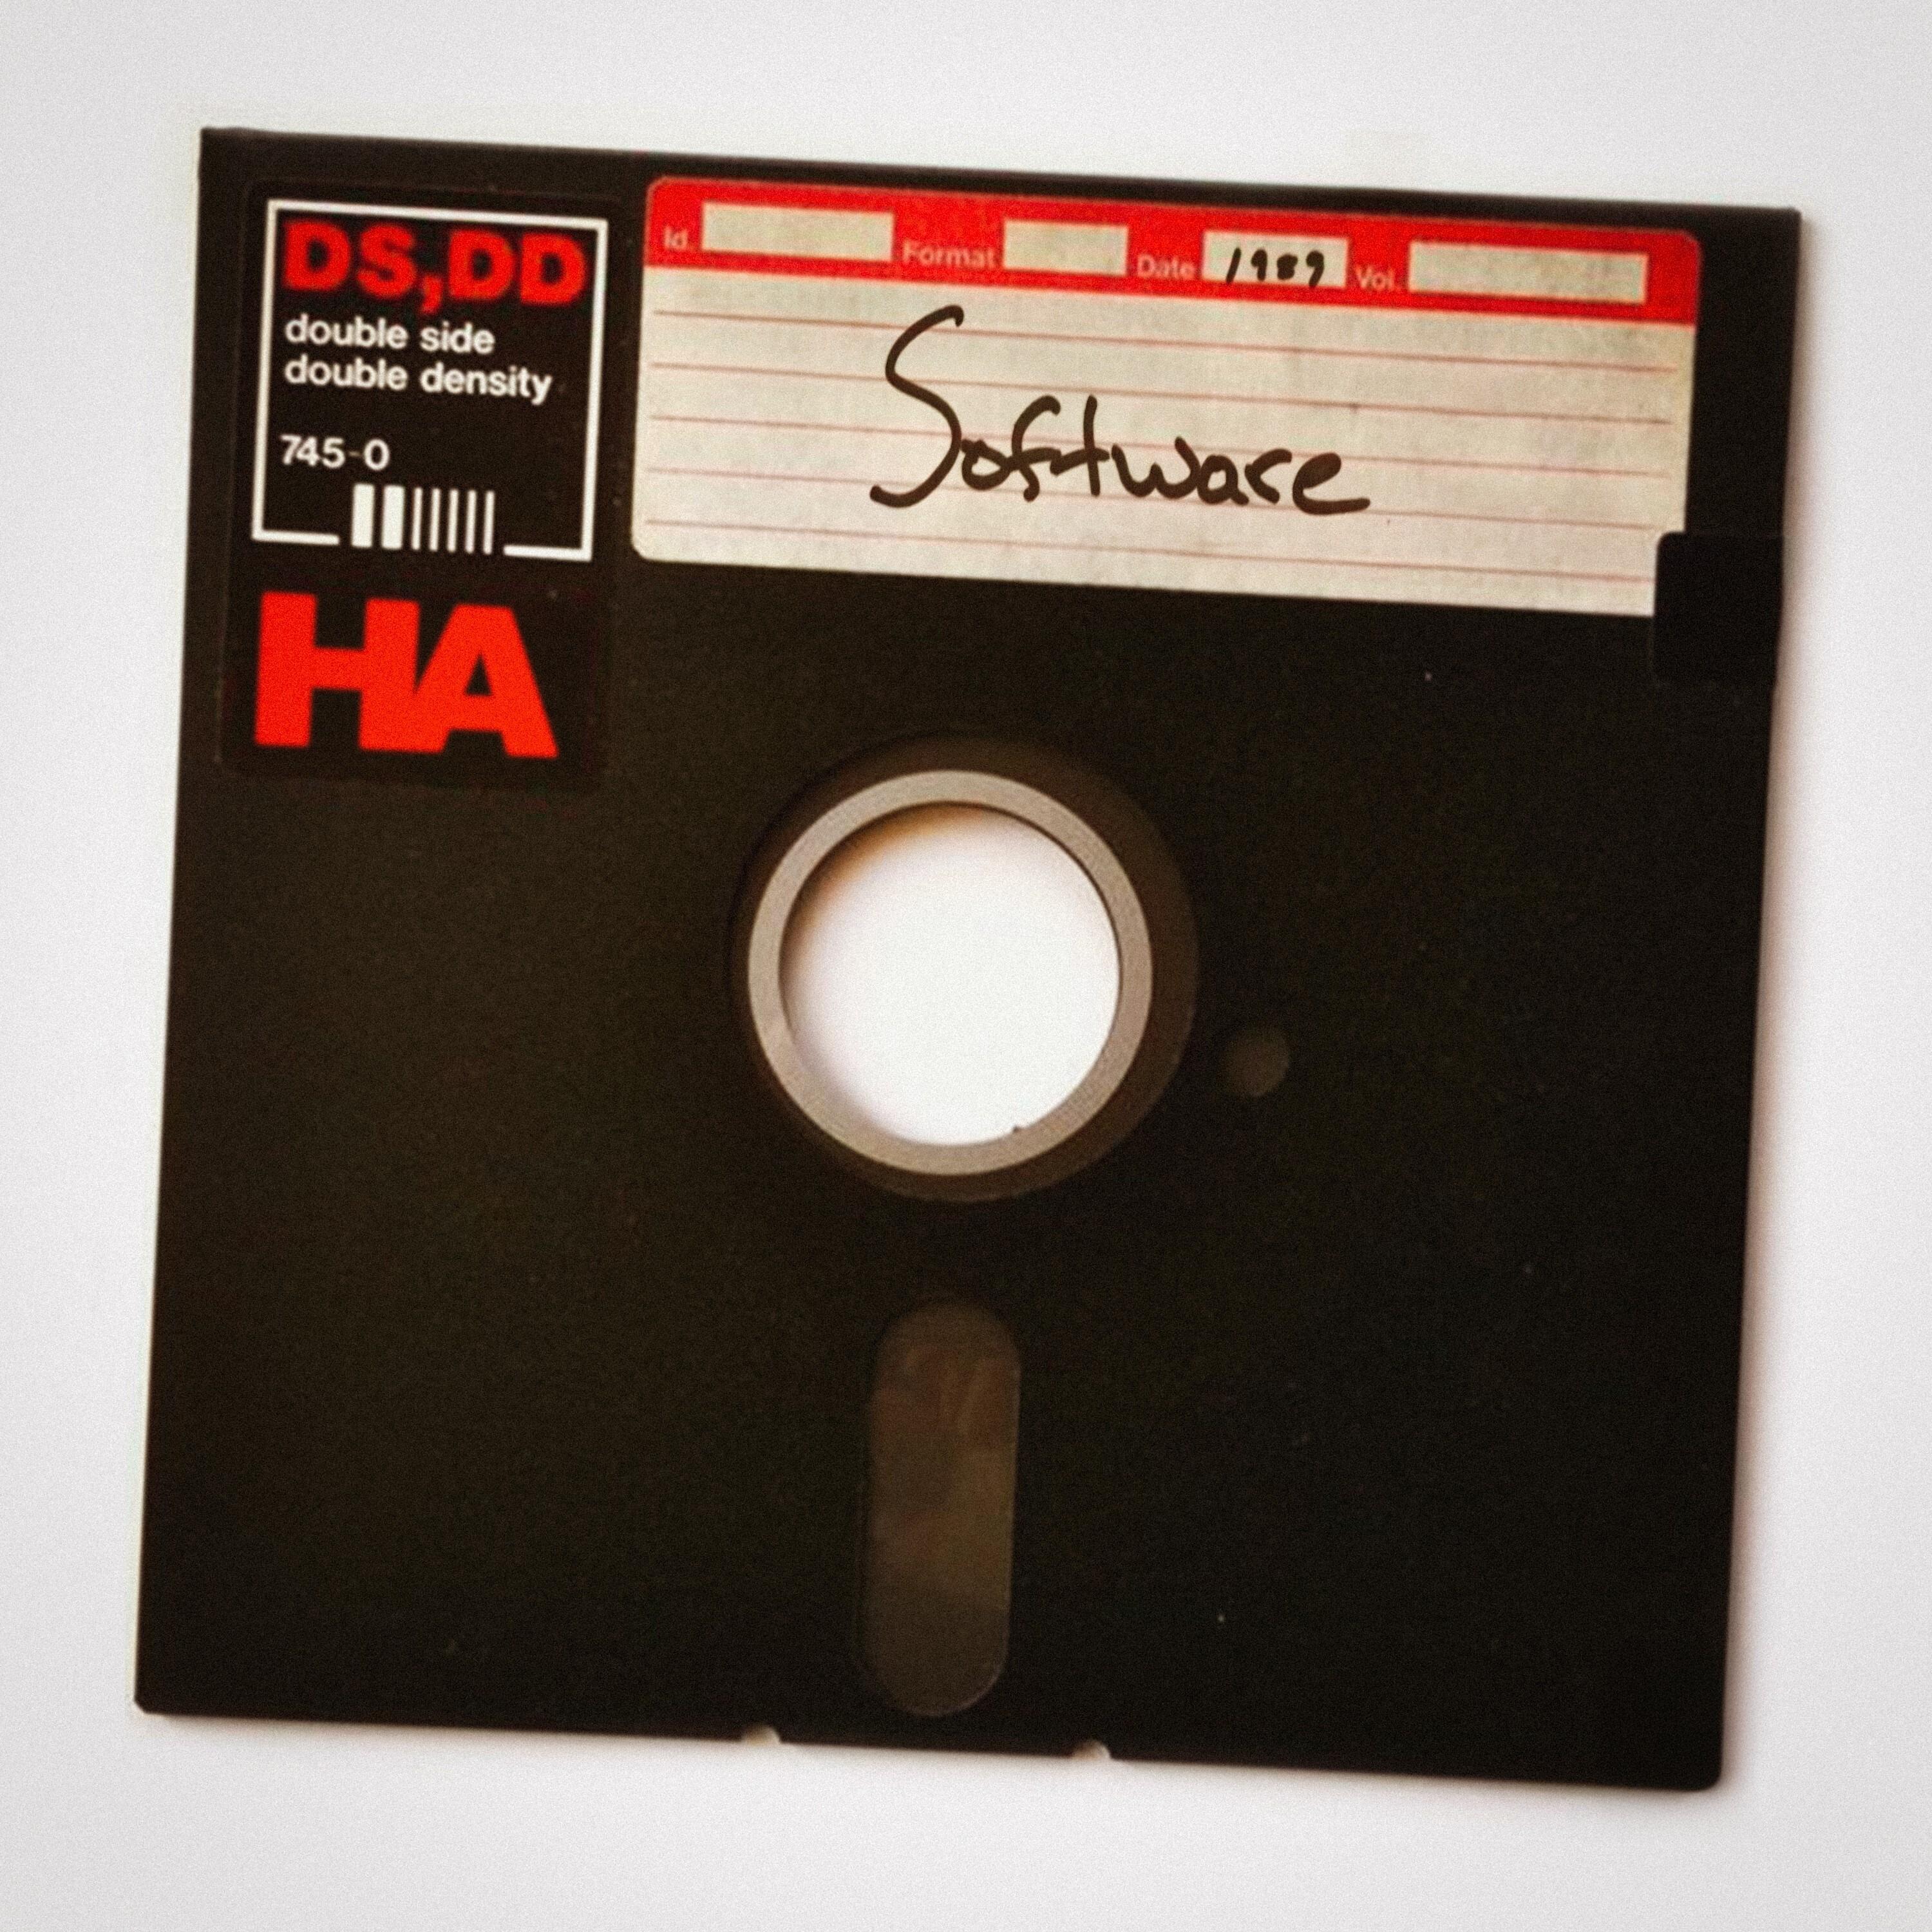 DS,DD
double side
double density
745-0
HA
Id. Format Date 1989 Vol.
Software